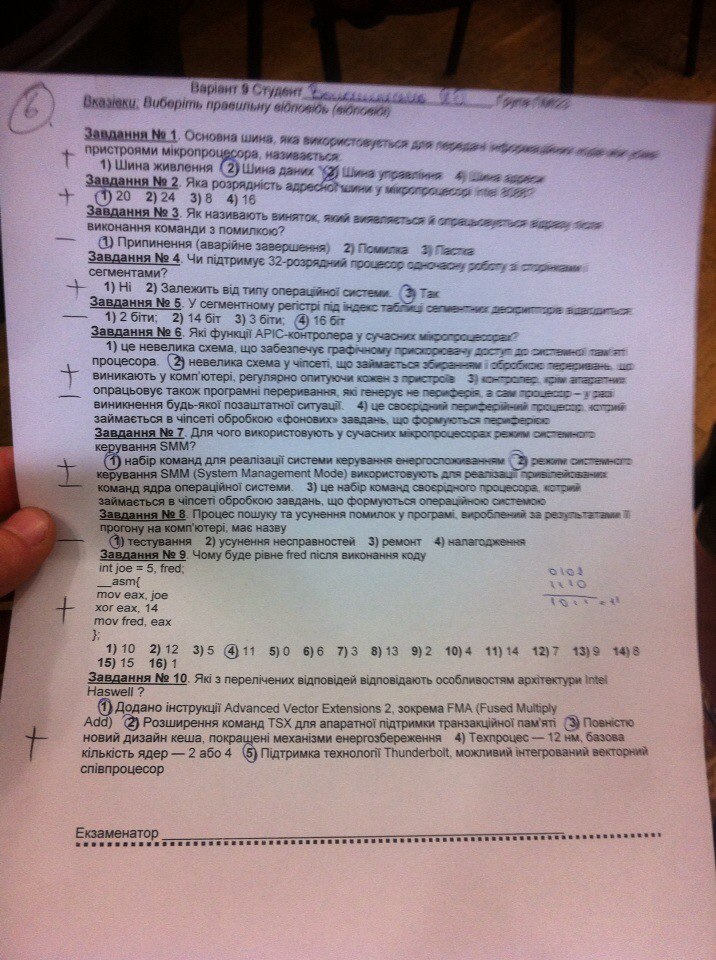 6
Варіант 9 Студент Група
Вказівки: Виберіть правильну відповідь (відповіді)
Завдання № 1. Основна шина, яка використовується для передачі інформаційних кодів між усіма
пристроями мікропроцесора, називається:
+ 1) Шина живлення 2) Шина даних 3) Шина управління 4) Шина адреси
Завдання № 2. Яка розрядність адресної шини у мікропроцесорі Intel 8088?
+ 1) 20 2) 24 3) 8 4) 16
Завдання № 3. Як називають виняток, який виявляється й опрацьовується відразу після
виконання команди з помилкою?
— 1) Припинення (аварійне завершення) 2) Помилка 3) Пастка
Завдання № 4. Чи підтримує 32-розрядний процесор одночасну роботу зі сторінками і
сегментами?
+ 1) Ні 2) Залежить від типу операційної системи. 3) Так
Завдання № 5. У сегментному регістрі під індекс таблиці сегментних дескрипторів відводиться:
— 1) 2 біти; 2) 14 біт 3) 3 біти; 4) 16 біт
Завдання № 6. Які функції APIC-контролера у сучасних мікропроцесорах?
1) це невелика схема, що забезпечує графічному прискорювачу доступ до системної пам'яті
процесора. 2) невелика схема у чіпсеті, що займається збиранням і обробкою переривань, що
+ виникають у комп'ютері, регулярно опитуючи кожен з пристроїв 3) контролер, крім апаратних
— опрацьовує також програмні переривання, які генерує не периферія, а сам процесор – у разі
виникнення будь-якої позаштатної ситуації. 4) це своєрідний периферійний процесор, котрий
займається в чіпсеті обробкою «фонових» завдань, що формуються периферією
Завдання № 7. Для чого використовують у сучасних мікропроцесорах режим системного
керування SMM?
+ 1) набір команд для реалізації системи керування енергоспоживанням 2) режим системного
— керування SMM (System Management Mode) використовують для реалізації привілейованих
команд ядра операційної системи. 3) це набір команд своєрідного процесора, котрий
займається в чіпсеті обробкою завдань, що формуються операційною системою
Завдання № 8. Процес пошуку та усунення помилок у програмі, вироблений за результатами її
прогону на комп'ютері, має назву
— 1) тестування 2) усунення несправностей 3) ремонт 4) налагодження
Завдання № 9. Чому буде рівне fred після виконання коду
int joe = 5, fred;
__asm{
mov eax, joe
+ xor eax, 14
mov fred, eax
};
0101
1110
1011 = 11
1) 10 2) 12 3) 5 4) 11 5) 0 6) 6 7) 3 8) 13 9) 2 10) 4 11) 14 12) 7 13) 9 14) 8
15) 15 16) 1
Завдання № 10. Які з перелічених відповідей відповідають особливостям архітектури Intel
Haswell ?
1) Додано інструкції Advanced Vector Extensions 2, зокрема FMA (Fused Multiply
Add) 2) Розширення команд TSX для апаратної підтримки транзакційної пам'яті 3) Повністю
+ новий дизайн кеша, покращені механізми енергозбереження 4) Техпроцес — 12 нм, базова
кількість ядер — 2 або 4 5) Підтримка технології Thunderbolt, можливий інтегрований векторний
співпроцесор
Екзаменатор